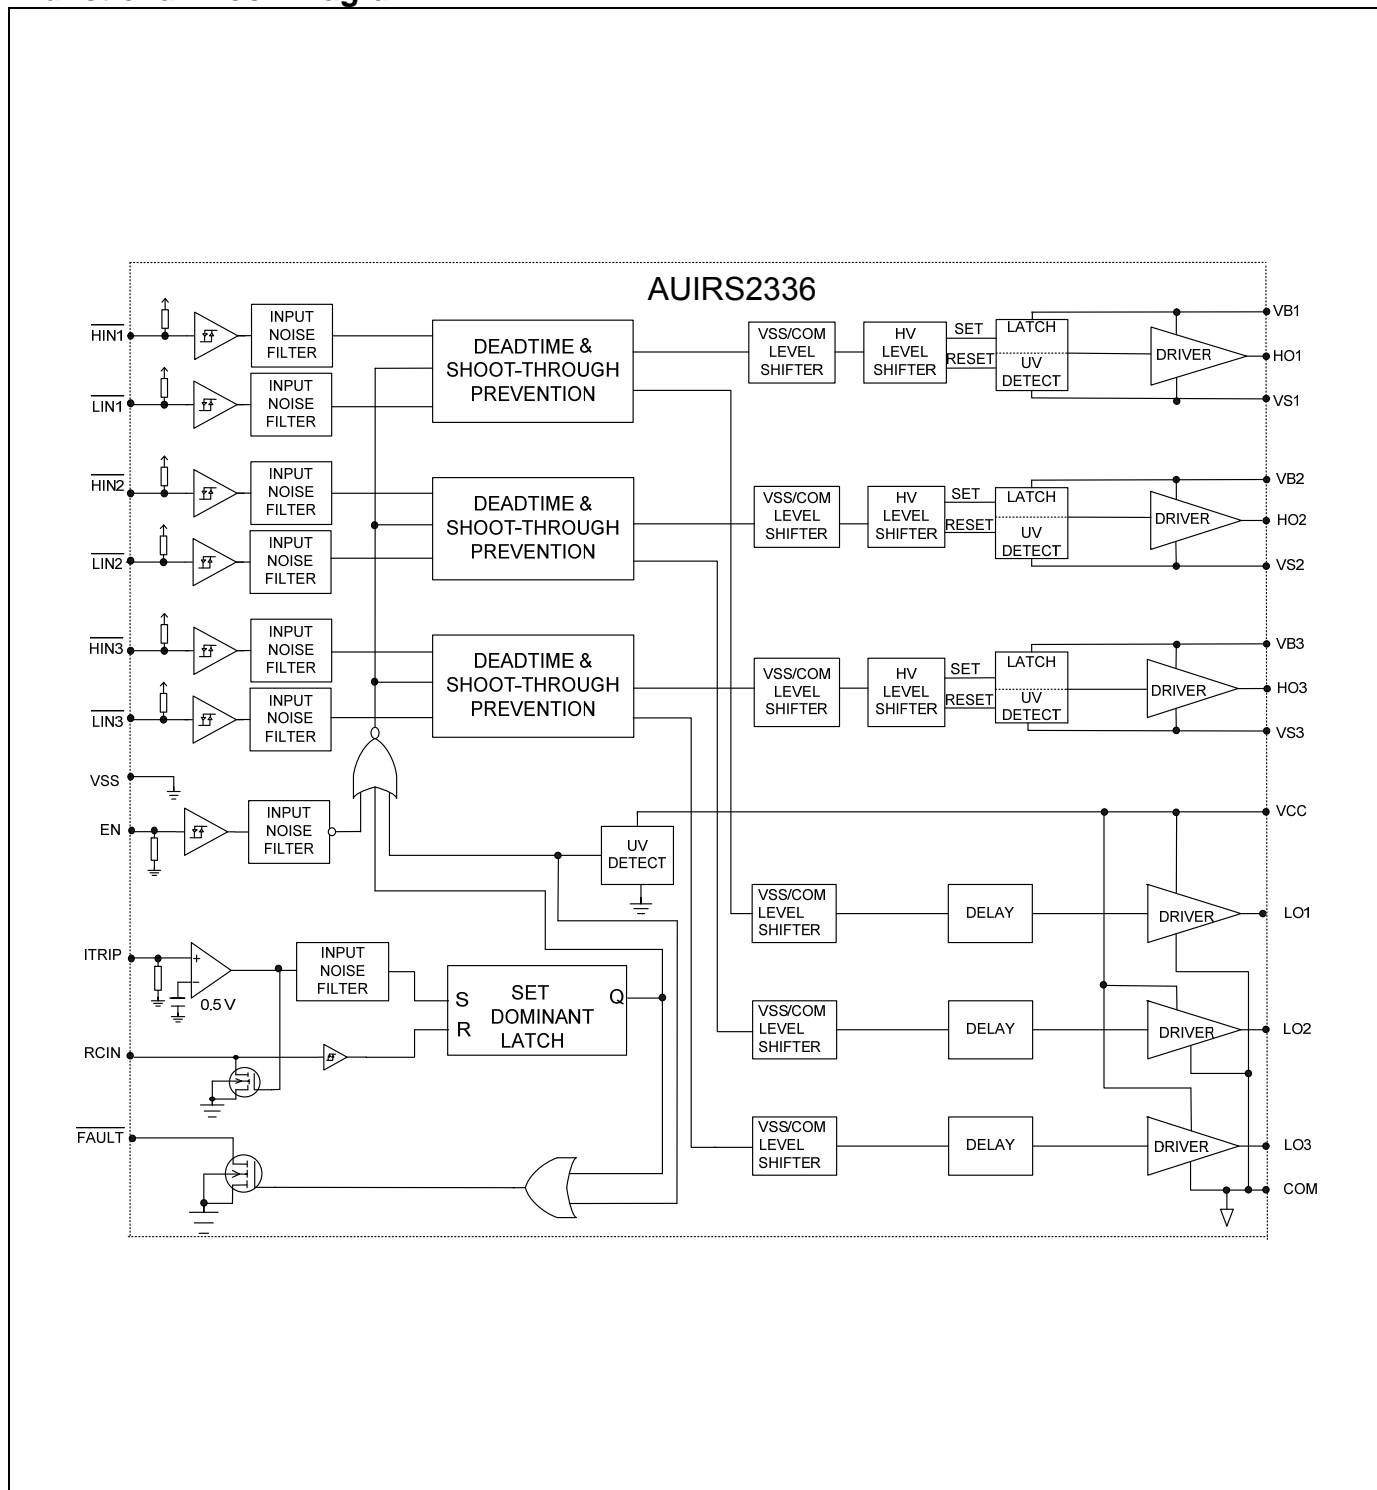 AUIRS2336
HIN1
INPUT
NOISE
FILTER
LIN1
INPUT
NOISE
FILTER
DEADTIME &
SHOOT-THROUGH
PREVENTION
VSS/COM
LEVEL
SHIFTER
HV
LEVEL
SHIFTER
SET
RESET
LATCH
UV
DETECT
DRIVER
VB1
HO1
VS1
HIN2
INPUT
NOISE
FILTER
LIN2
INPUT
NOISE
FILTER
DEADTIME &
SHOOT-THROUGH
PREVENTION
VSS/COM
LEVEL
SHIFTER
HV
LEVEL
SHIFTER
SET
RESET
LATCH
UV
DETECT
DRIVER
VB2
HO2
VS2
HIN3
INPUT
NOISE
FILTER
LIN3
INPUT
NOISE
FILTER
DEADTIME &
SHOOT-THROUGH
PREVENTION
VSS/COM
LEVEL
SHIFTER
HV
LEVEL
SHIFTER
SET
RESET
LATCH
UV
DETECT
DRIVER
VB3
HO3
VS3
VSS
EN
INPUT
NOISE
FILTER
UV
DETECT
VCC
VSS/COM
LEVEL
SHIFTER
DELAY
DRIVER
LO1
ITRIP
+
−
0.5 V
INPUT
NOISE
FILTER
S
R
SET
DOMINANT
LATCH
Q
VSS/COM
LEVEL
SHIFTER
DELAY
DRIVER
LO2
RCIN
FAULT
VSS/COM
LEVEL
SHIFTER
DELAY
DRIVER
LO3
COM